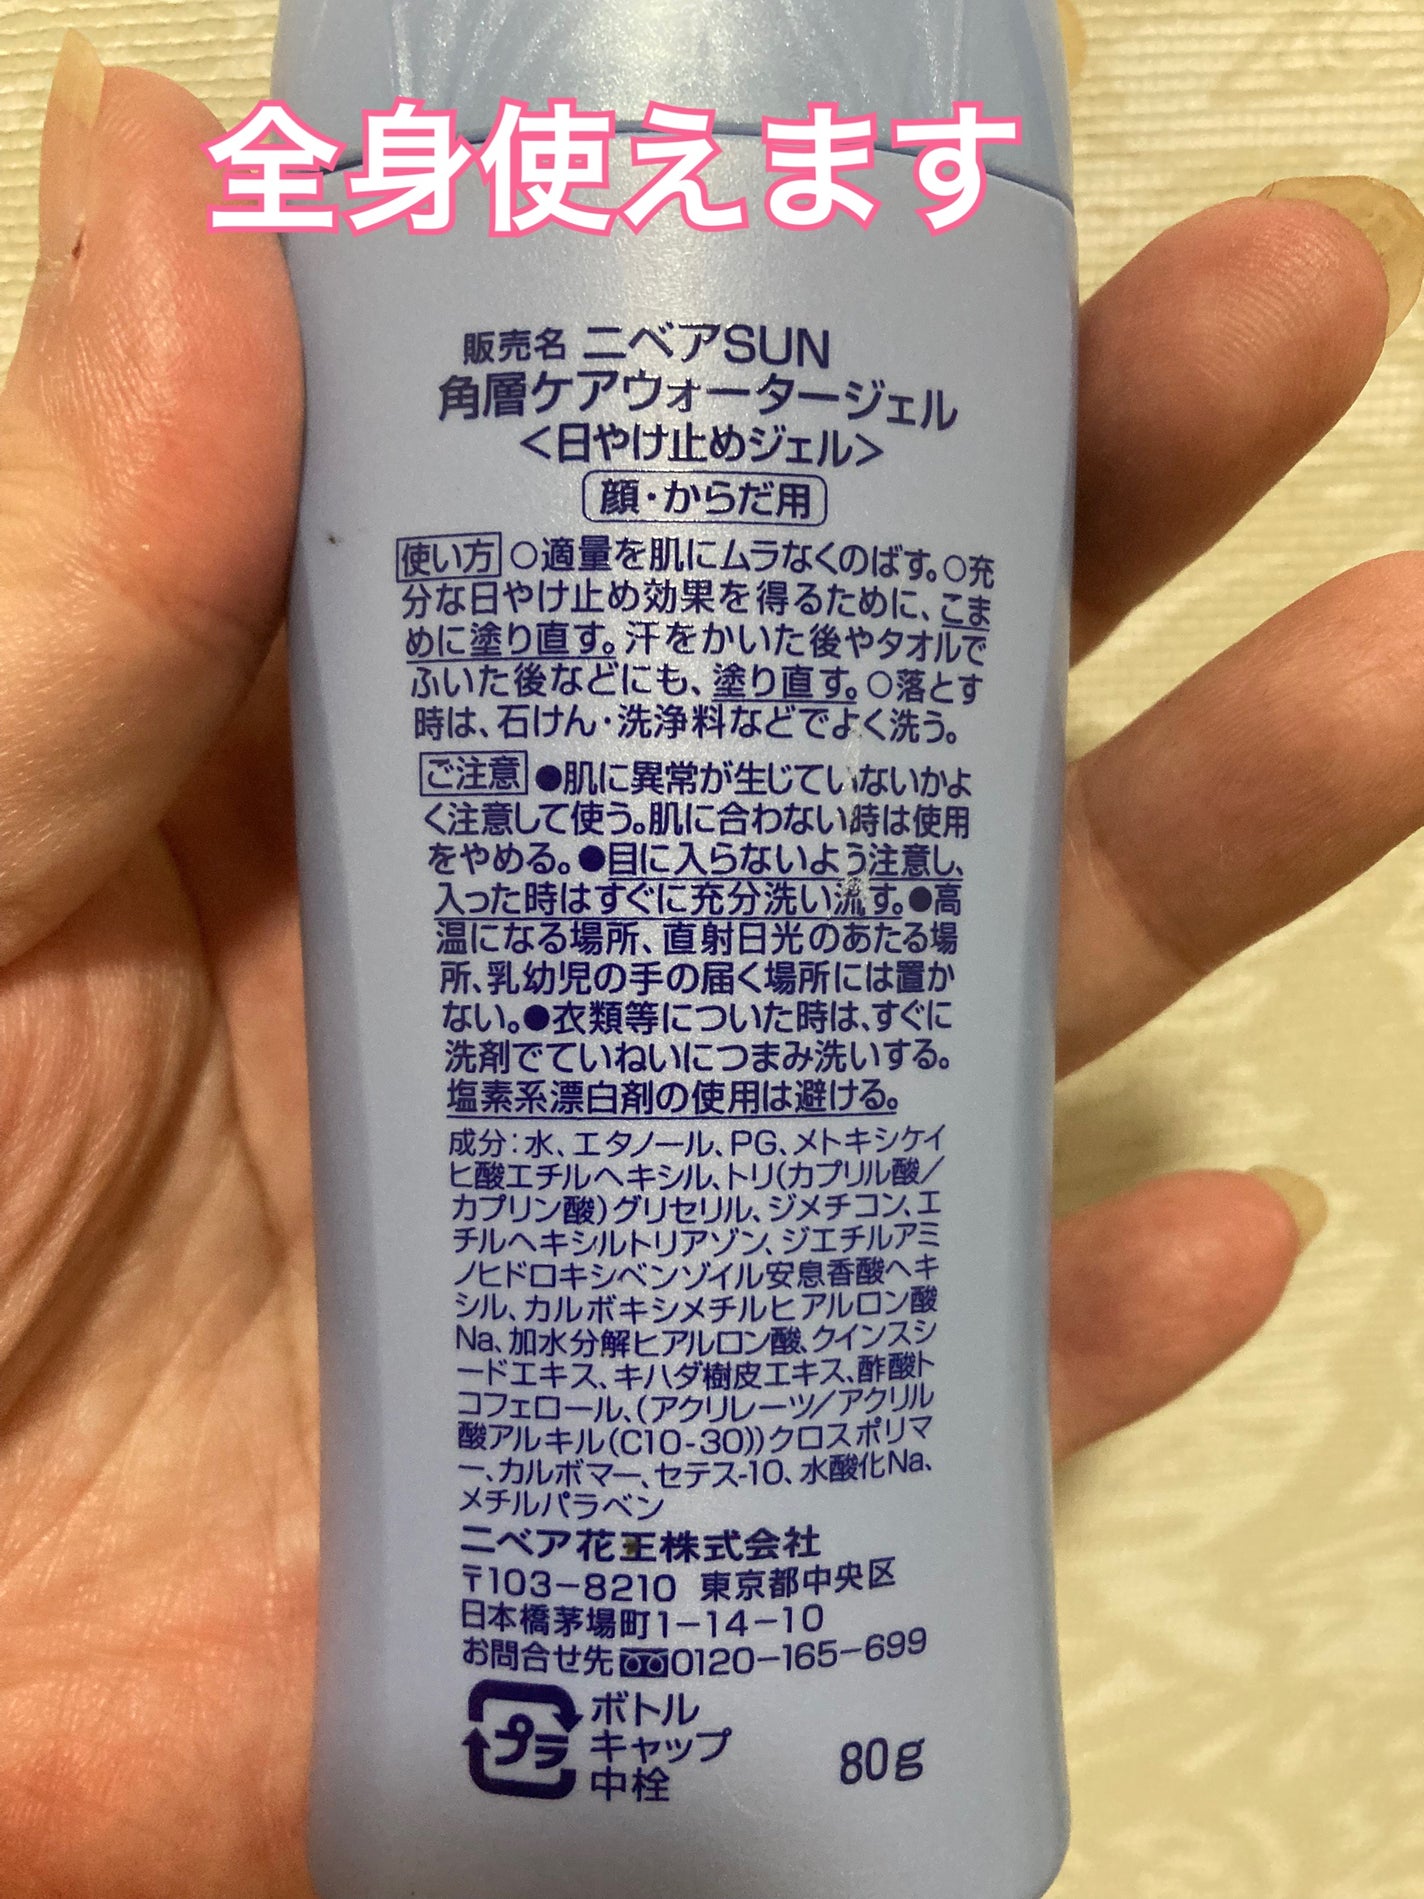 全身使えます
販売名 ニベアSUN
角層ケアウォータージェル
<日やけ止めジェル>
顔・からだ用
使い方 ○適量を肌にムラなくのばす。○充
分な日やけ止め効果を得るために、こま
めに塗り直す。汗をかいた後やタオルで
ふいた後などにも、塗り直す。○落とす
時は、石けん・洗浄料などでよく洗う。
ご注意 ●肌に異常が生じていないかよ
く注意して使う。肌に合わない時は使用
をやめる。●目に入らないよう注意し、
入った時はすぐに充分洗い流す。●高
温になる場所、直射日光のあたる場
所、乳幼児の手の届く場所には置か
ない。●衣類等についた時は、すぐに
洗剤でていねいにつまみ洗いする。
塩素系漂白剤の使用は避ける。
成分：水、エタノール、PG、メトキシケイ
ヒ酸エチルヘキシル、トリ(カプリル酸/
カプリン酸)グリセリル、ジメチコン、エ
チルヘキシルトリアゾン、ジエチルアミ
ノヒドロキシベンゾイル安息香酸ヘキ
シル、カルボキシメチルヒアルロン酸
Na、加水分解ヒアルロン酸、クインスシ
ードエキス、キハダ樹皮エキス、酢酸ト
コフェロール、(アクリレーツ/アクリル
酸アルキル(C10-30))クロスポリマ
ー、カルボマー、セテス-10、水酸化Na、
メチルパラベン
ニベア花王株式会社
〒103-8210 東京都中央区
日本橋茅場町1-14-10
お問合せ先 0120-165-699
プラ ボトル
キャップ
中栓
80g